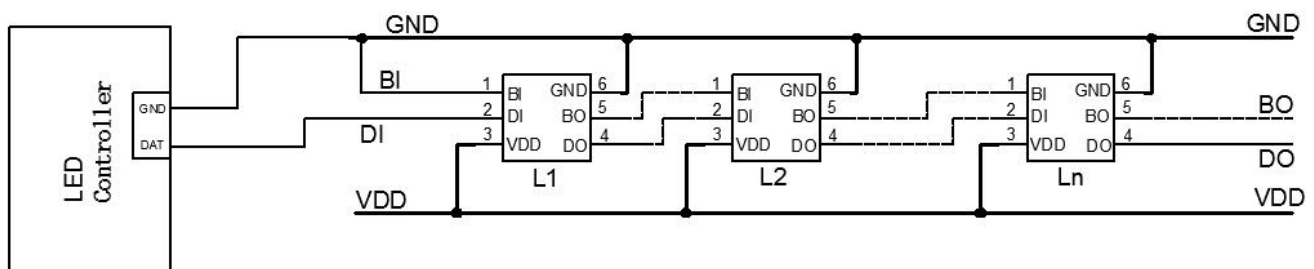 GND
GND
LED
Controller
GND
DAT
BI
DI
1
2
3
BI
DI
VDD
GND
BO
DO
6
5
4
L1
1
2
3
BI
DI
VDD
GND
BO
DO
6
5
4
L2
1
2
3
BI
DI
VDD
GND
BO
DO
6
5
4
Ln
BO
DO
VDD
VDD